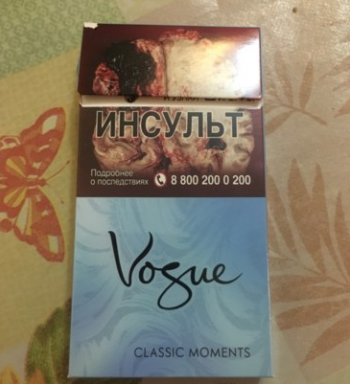 ИНСУЛЬТ
Подробнее
о последствиях 8 800 200 0 200
Vogue
CLASSIC MOMENTS